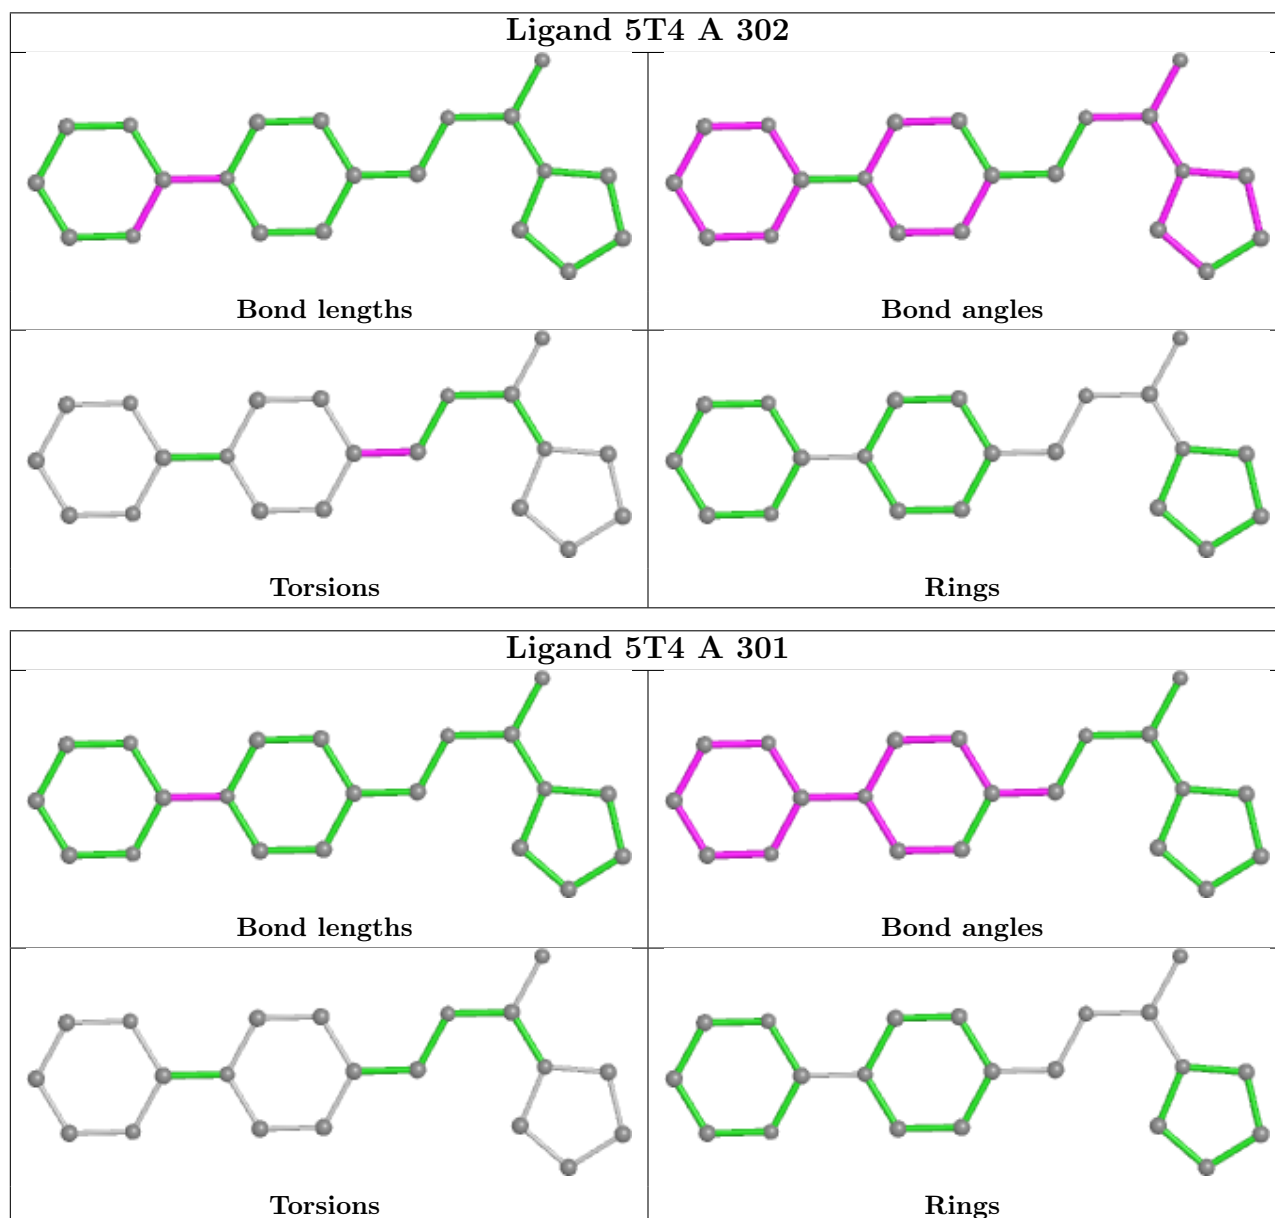 Ligand 5T4 A 302
Bond lengths
Bond angles
Torsions
Rings
Ligand 5T4 A 301
Bond lengths
Bond angles
Torsions
Rings